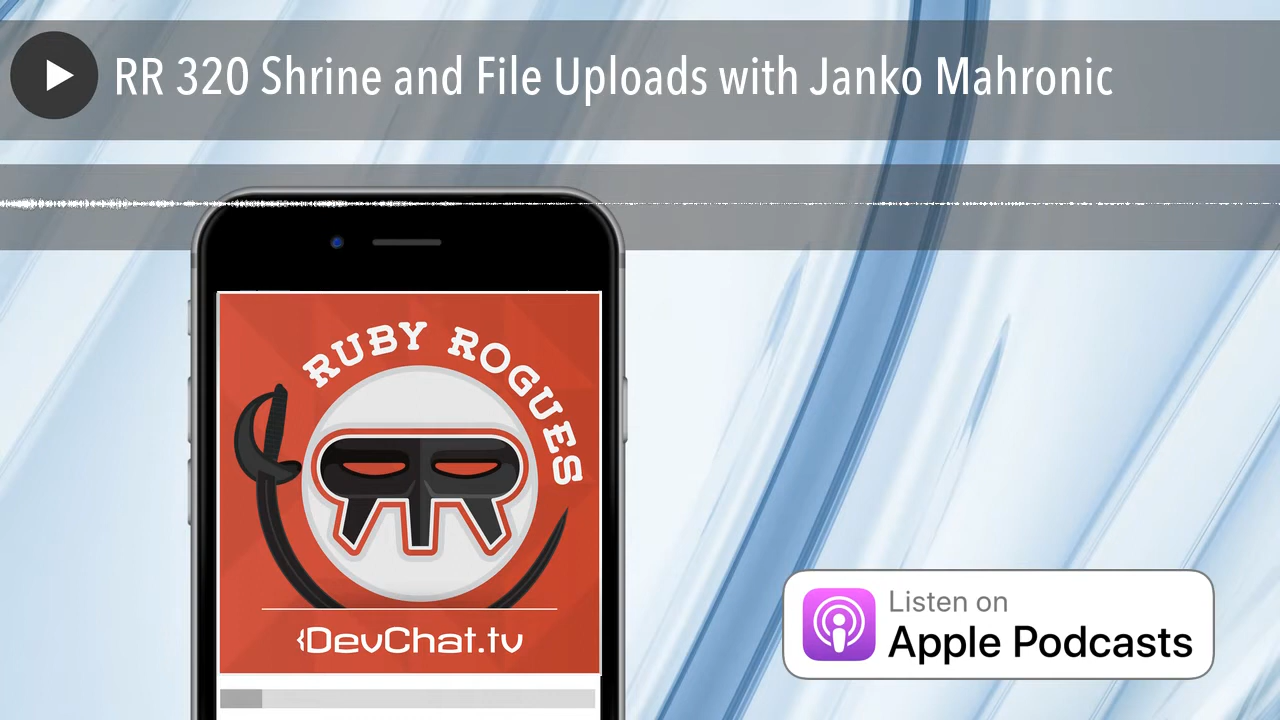 RR 320 Shrine and File Uploads with Janko Mahronic
RUBY ROGUES
{DevChat.tv
Listen on
Apple Podcasts